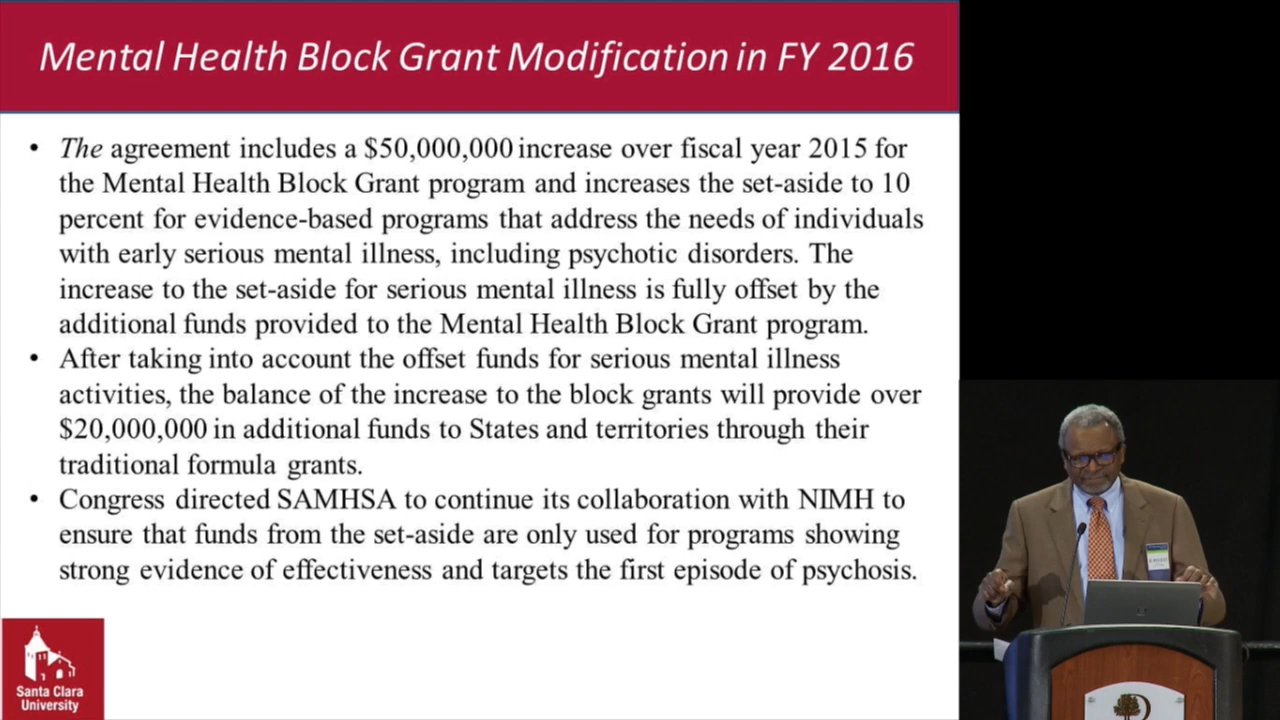 Mental Health Block Grant Modification in FY 2016
• The agreement includes a $50,000,000 increase over fiscal year 2015 for
the Mental Health Block Grant program and increases the set-aside to 10
percent for evidence-based programs that address the needs of individuals
with early serious mental illness, including psychotic disorders. The
increase to the set-aside for serious mental illness is fully offset by the
additional funds provided to the Mental Health Block Grant program.
• After taking into account the offset funds for serious mental illness
activities, the balance of the increase to the block grants will provide over
$20,000,000 in additional funds to States and territories through their
traditional formula grants.
• Congress directed SAMHSA to continue its collaboration with NIMH to
ensure that funds from the set-aside are only used for programs showing
strong evidence of effectiveness and targets the first episode of psychosis.
Santa Clara
University